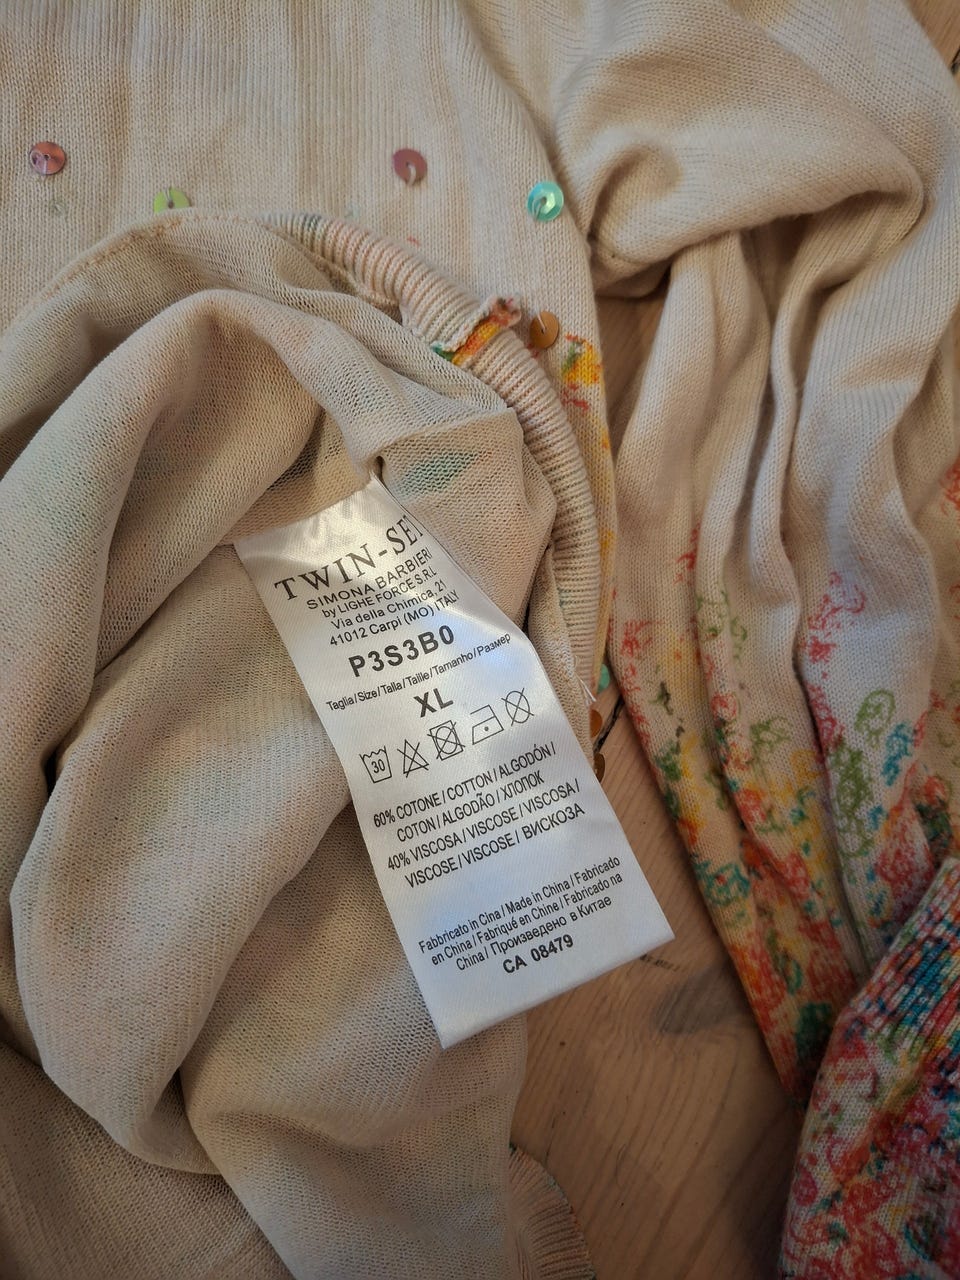 TWIN-SET
SIMONA BARBIERI
by LIGHE FORCE S.R.L
Via della Chimica, 21
41012 Carpi (MO) ITALY
P3S3B0
Taglia/Size/Talla/Taille/Tamanho/Размер
XL
30
60% COTONE / COTTON / ALGODÓN /
COTON / ALGODÃO / ХЛОПОК
40% VISCOSA / VISCOSE / VISCOSA /
VISCOSE / VISCOSE / ВИСКОЗА
Fabbricato in Cina / Made in China / Fabricado
en China / Fabriqué en Chine / Fabricado na
China / Произведено в Китае
CA 08479